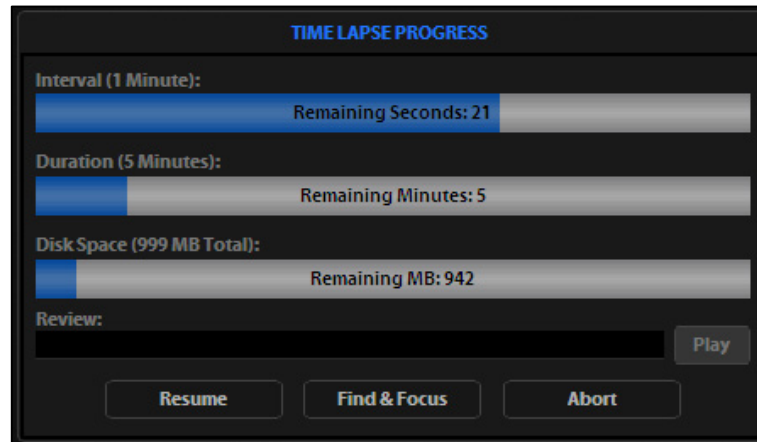 TIME LAPSE PROGRESS
Interval (1 Minute):
Remaining Seconds: 21
Duration (5 Minutes):
Remaining Minutes: 5
Disk Space (999 MB Total):
Remaining MB: 942
Review:
Play
Resume Find & Focus Abort